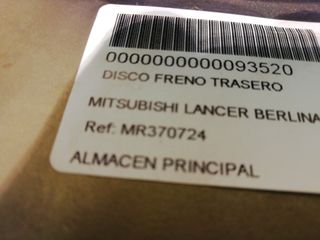 0000000000093520
DISCO FRENO TRASERO
MITSUBISHI LANCER BERLINA
Ref: MR370724
ALMACEN PRINCIPAL